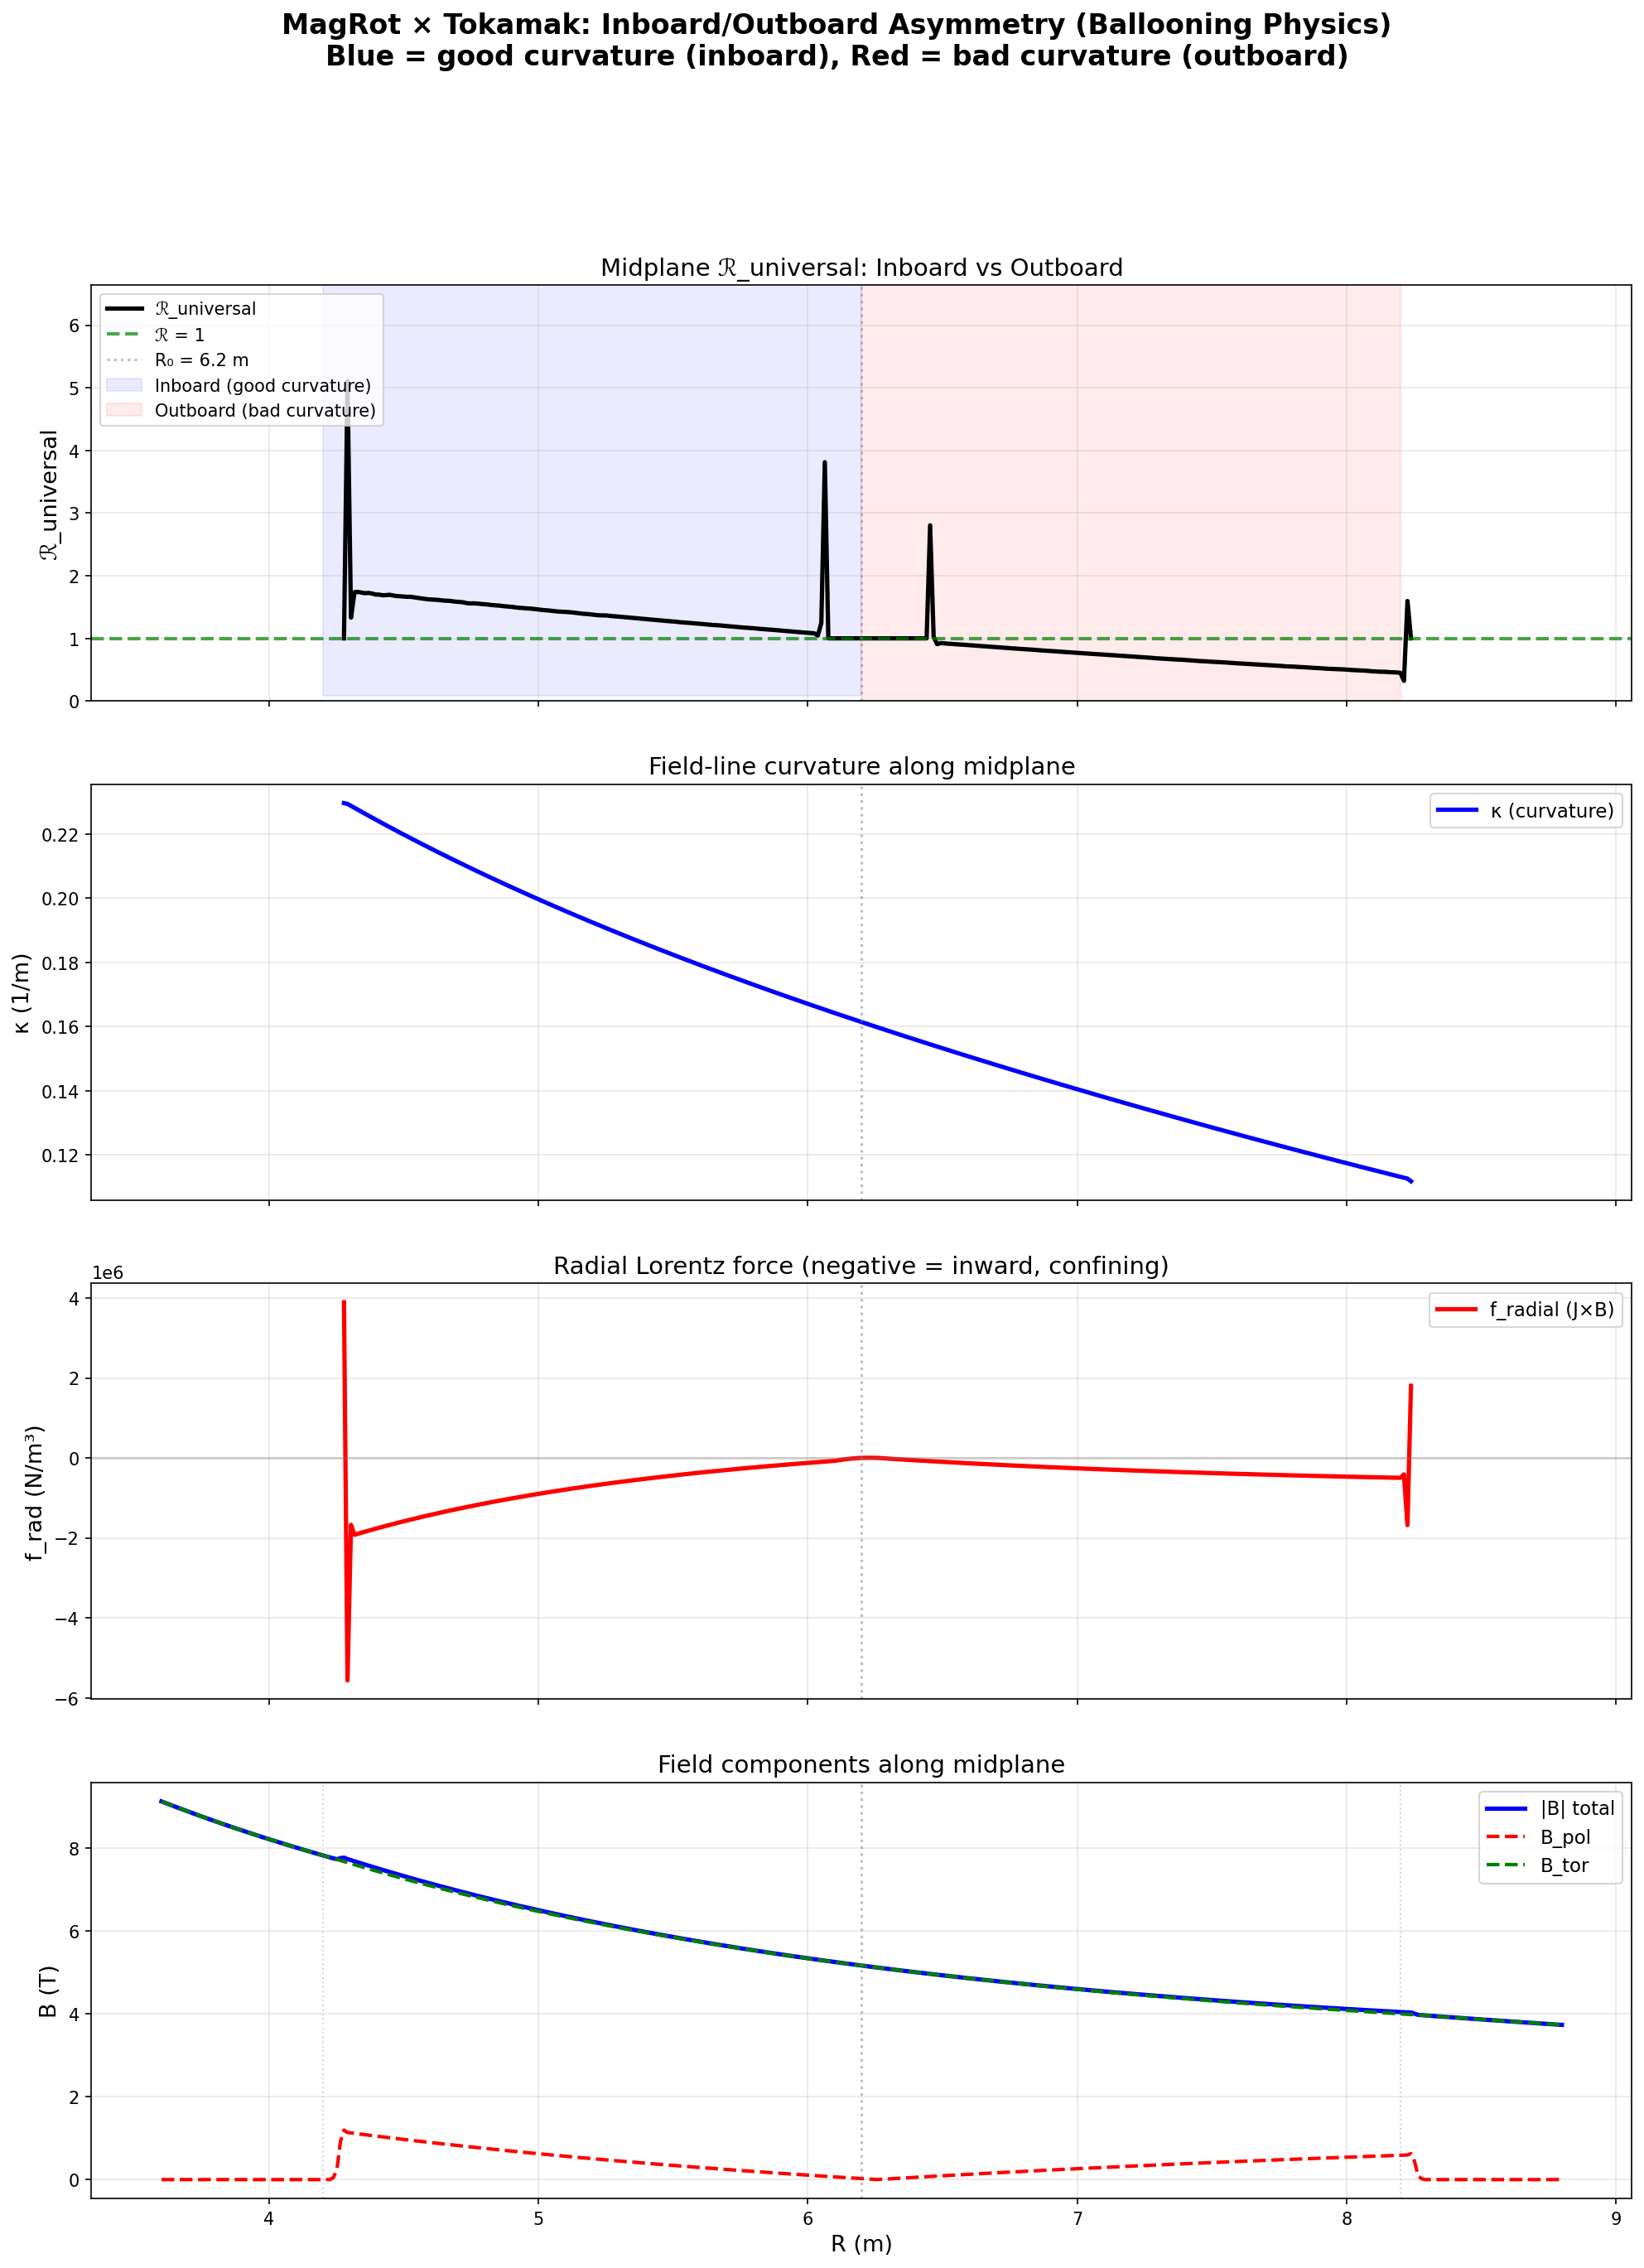 MagRot × Tokamak: Inboard/Outboard Asymmetry (Ballooning Physics)
Blue = good curvature (inboard), Red = bad curvature (outboard)
Midplane ℛ_universal: Inboard vs Outboard
ℛ_universal
ℛ = 1
R₀ = 6.2 m
Inboard (good curvature)
Outboard (bad curvature)
ℛ_universal
6
5
4
3
2
1
0
Field-line curvature along midplane
κ (curvature)
κ (1/m)
0.22
0.20
0.18
0.16
0.14
0.12
Radial Lorentz force (negative = inward, confining)
1e6
f_radial (J×B)
f_rad (N/m³)
4
2
0
−2
−4
−6
Field components along midplane
|B| total
B_pol
B_tor
B (T)
8
6
4
2
0
4 5 6 7 8 9
R (m)